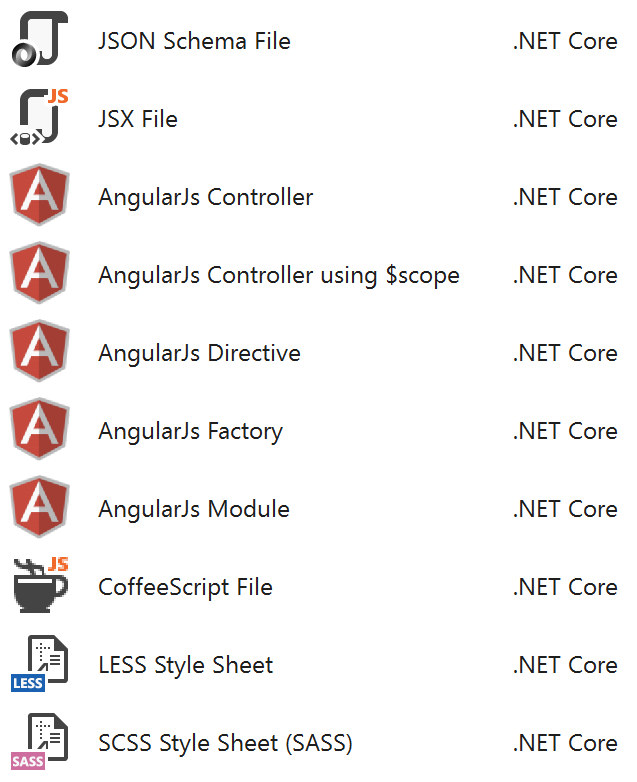 JSON Schema File .NET Core
JS
JSX File .NET Core
A AngularJs Controller .NET Core
A AngularJs Controller using $scope .NET Core
A AngularJs Directive .NET Core
A AngularJs Factory .NET Core
A AngularJs Module .NET Core
JS
CoffeeScript File .NET Core
LESS Style Sheet .NET Core
LESS
SCSS Style Sheet (SASS) .NET Core
SASS